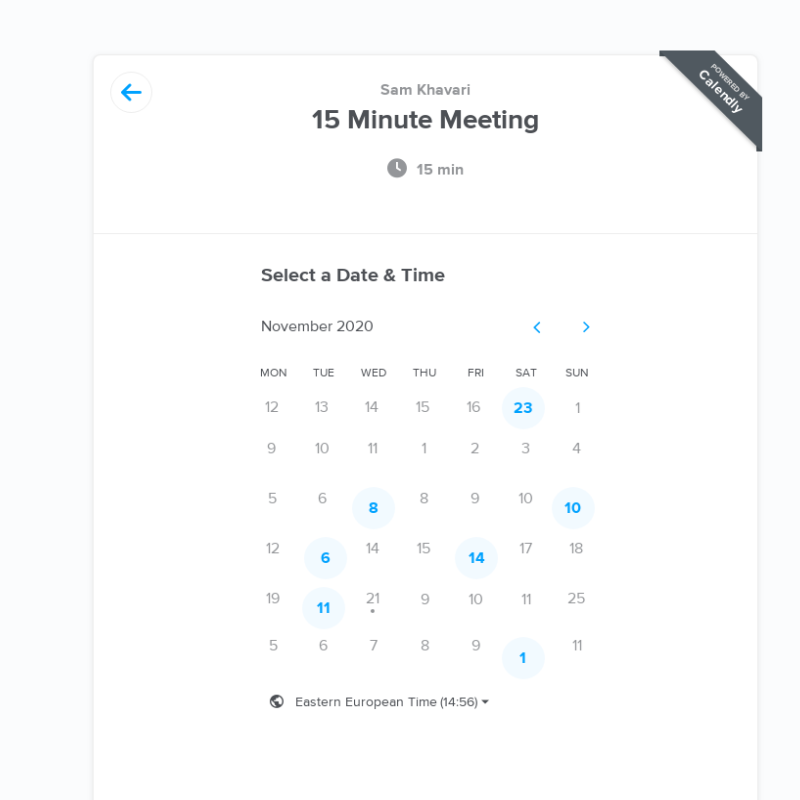 POWERED BY
Calendly
Sam Khavari
15 Minute Meeting
15 min
Select a Date & Time
November 2020
MON TUE WED THU FRI SAT SUN
12 13 14 15 16 23 1
9 10 11 1 2 3 4
5 6 8 8 9 10 10
12 6 14 15 14 17 18
19 11 21 9 10 11 25
5 6 7 8 9 1 11
Eastern European Time (14:56)